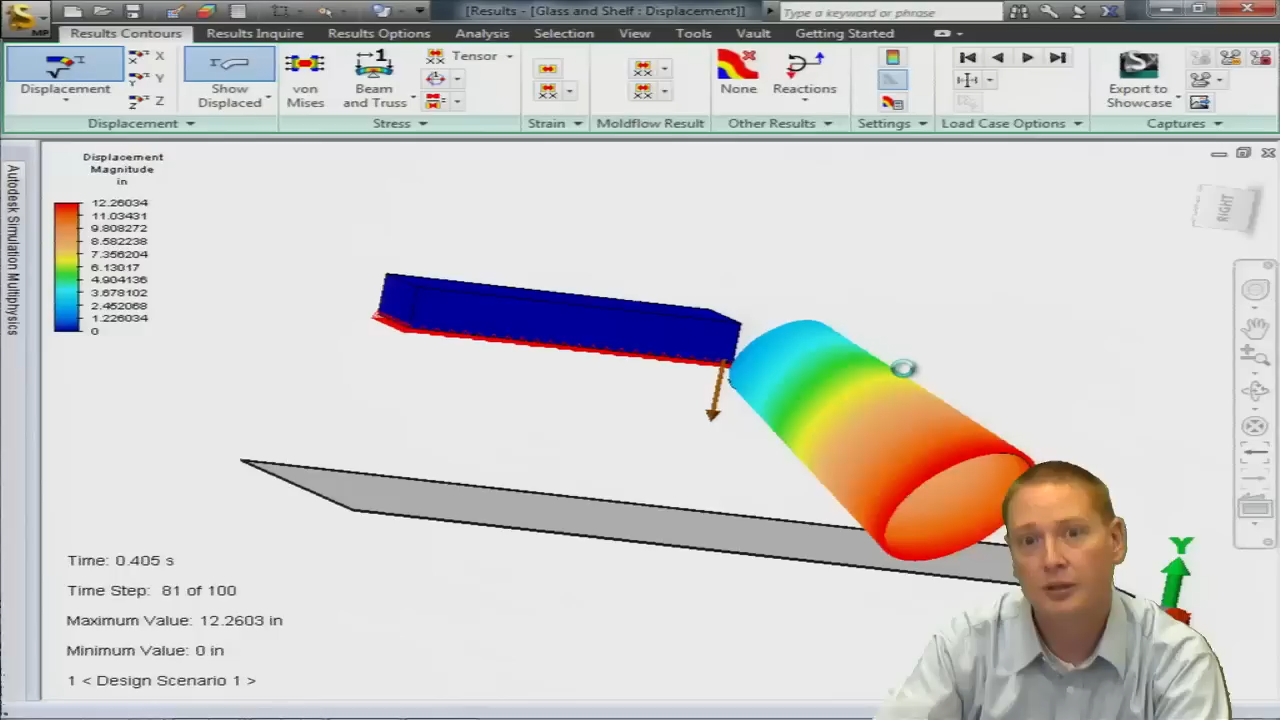 MP
[Results - [Glass and Shelf : Displacement]]
Type a keyword or phrase
Results Contours
Results Inquire
Results Options
Analysis
Selection
View
Tools
Vault
Getting Started
Displacement
X
Y
Z
Show
Displaced
von
Mises
Beam
and Truss
Tensor
None
Reactions
Export to
Showcase
Displacement
Stress
Strain
Moldflow Result
Other Results
Settings
Load Case Options
Captures
Autodesk Simulation Multiphysics
Displacement
Magnitude
in
12.26034
11.03431
9.808272
8.582238
7.356204
6.13017
4.904136
3.678102
2.452068
1.226034
0
RIGHT
Y
Time: 0.405 s
Time Step: 81 of 100
Maximum Value: 12.2603 in
Minimum Value: 0 in
1 < Design Scenario 1 >